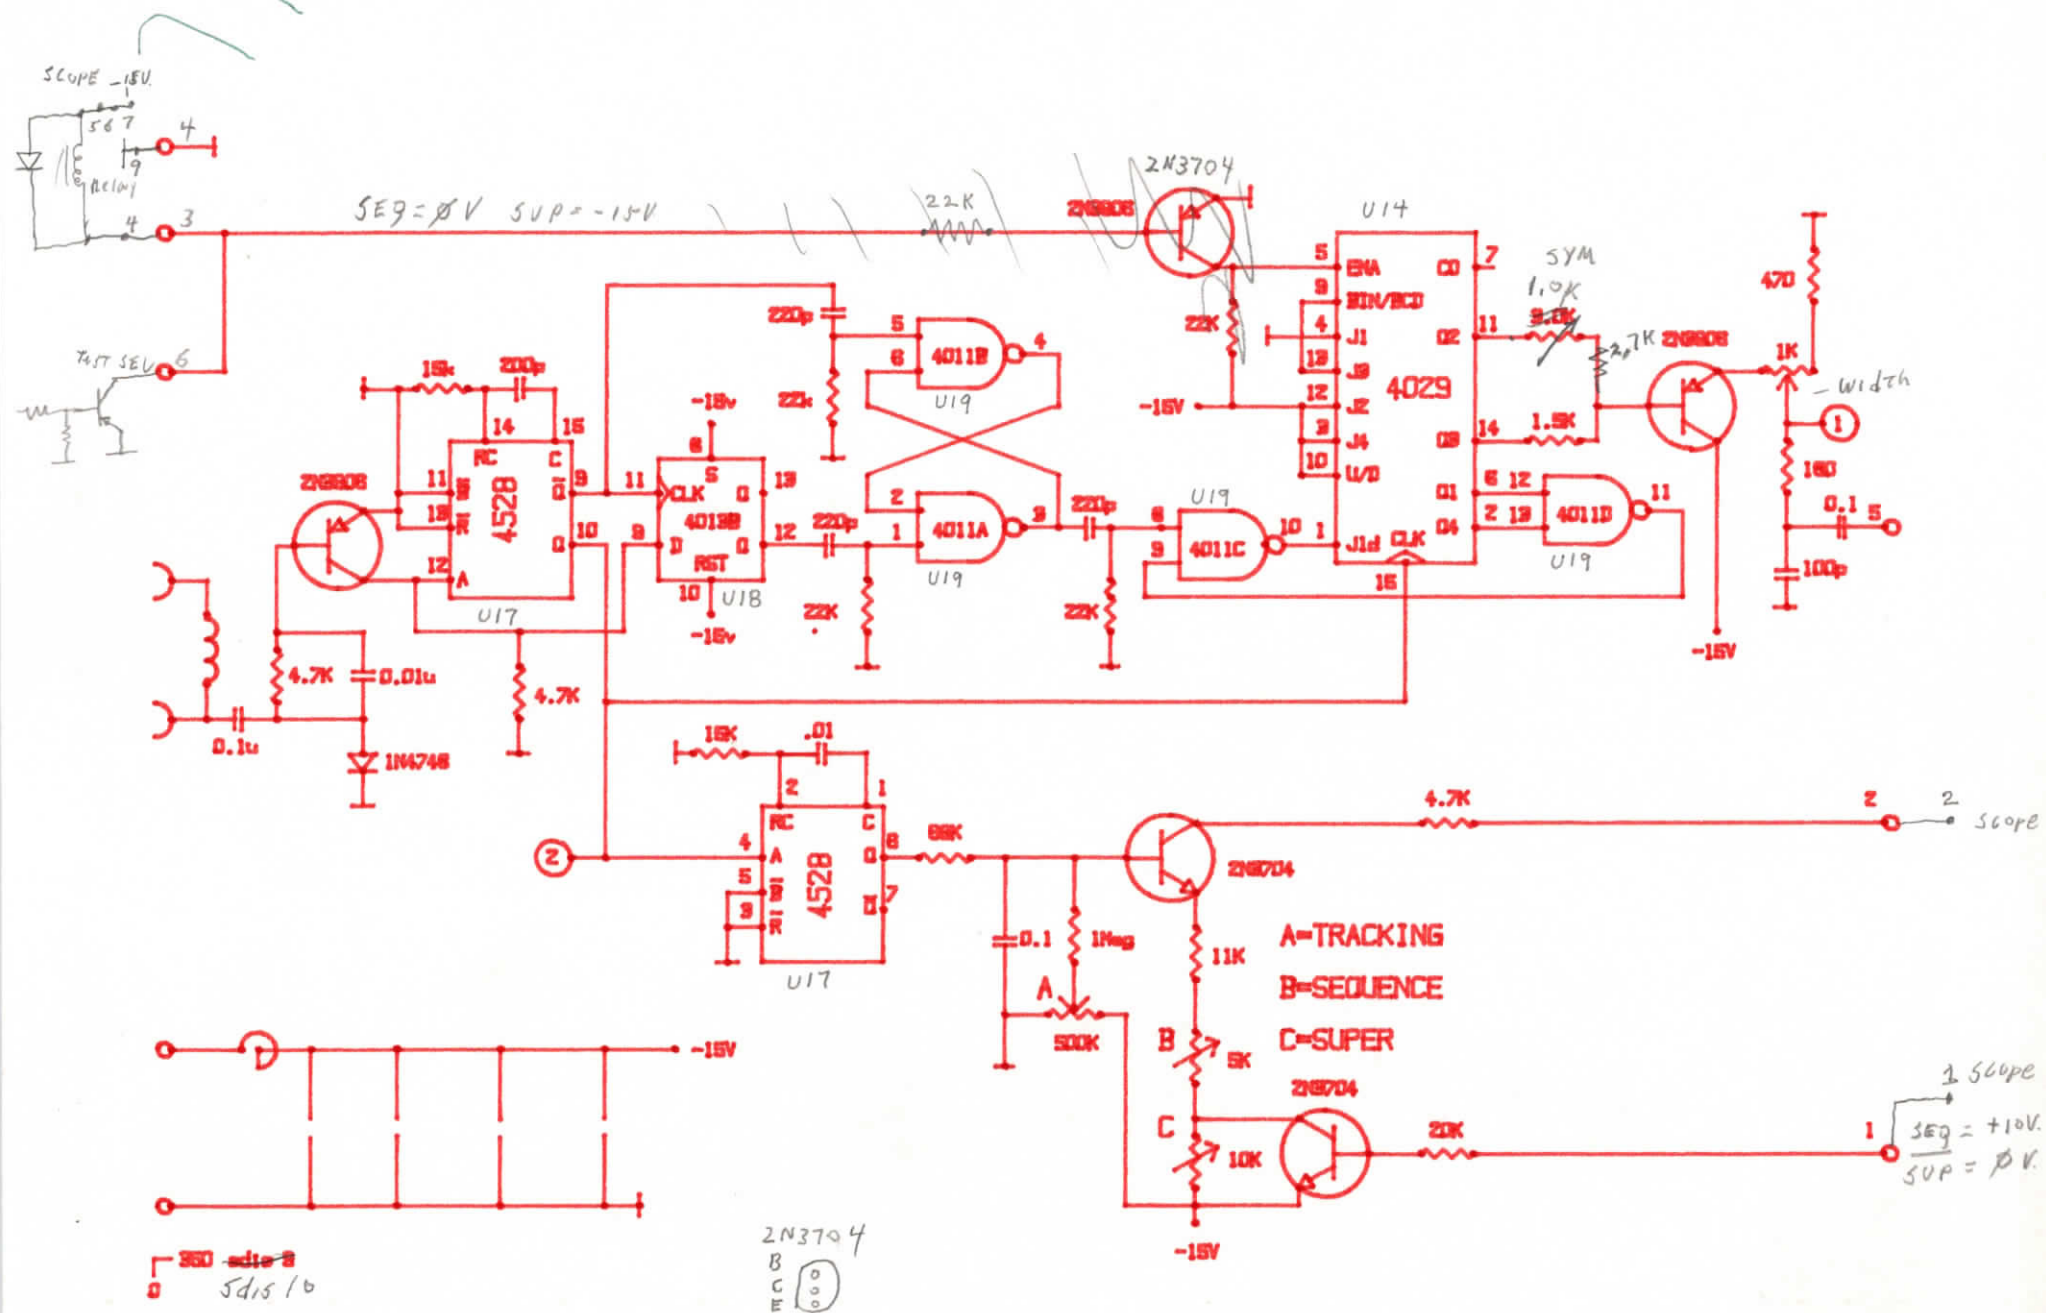 SCOPE -15V.
5 6 7
4
9
Relay
4
3
SEQ = ØV SUP = -15V
22K
2N3704
2N3906
U14
7
5
ENA
CO
9
BIN/BCD
SYM
1.0K
470
4
J1
11
Q2
2.7K
2N3906
1K
220p
5
4
6
4011B
U19
22K
13
J3
4029
- WIDTH
TEST SEU
6
15k
200p
22k
-15v
-15V
12
J2
1
3
J4
14
Q3
1.5K
10
U/D
180
14
15
RC
C
6
S
11
9
11
CLK
Q
13
2N3906
4528
4013B
2
220p
U19
Q1
6
12
4011D
11
0.1
5
13
10
9
D
Q
12
220p
1
4011A
3
8
4011C
10
1
J1d
CLK
Q4
2
13
9
15
U19
100p
12
A
RST
10
U18
U19
U17
-15v
22K
22K
-15V
4.7K
0.01u
4.7K
0.1u
1N4746
15K
.01
2
1
RC
C
4.7K
2
2
SCOPE
2
4
A
Q
6
68K
2N3704
5
4528
7
3
0.1
1Meg
11K
A=TRACKING
U17
A
B=SEQUENCE
500K
B
5K
C=SUPER
-15V
2N3704
1 SCOPE
C
10K
20K
1
SEQ = +10V.
SUP = Ø V.
-15V
360
5dis10
0
2N3704
B
C
E